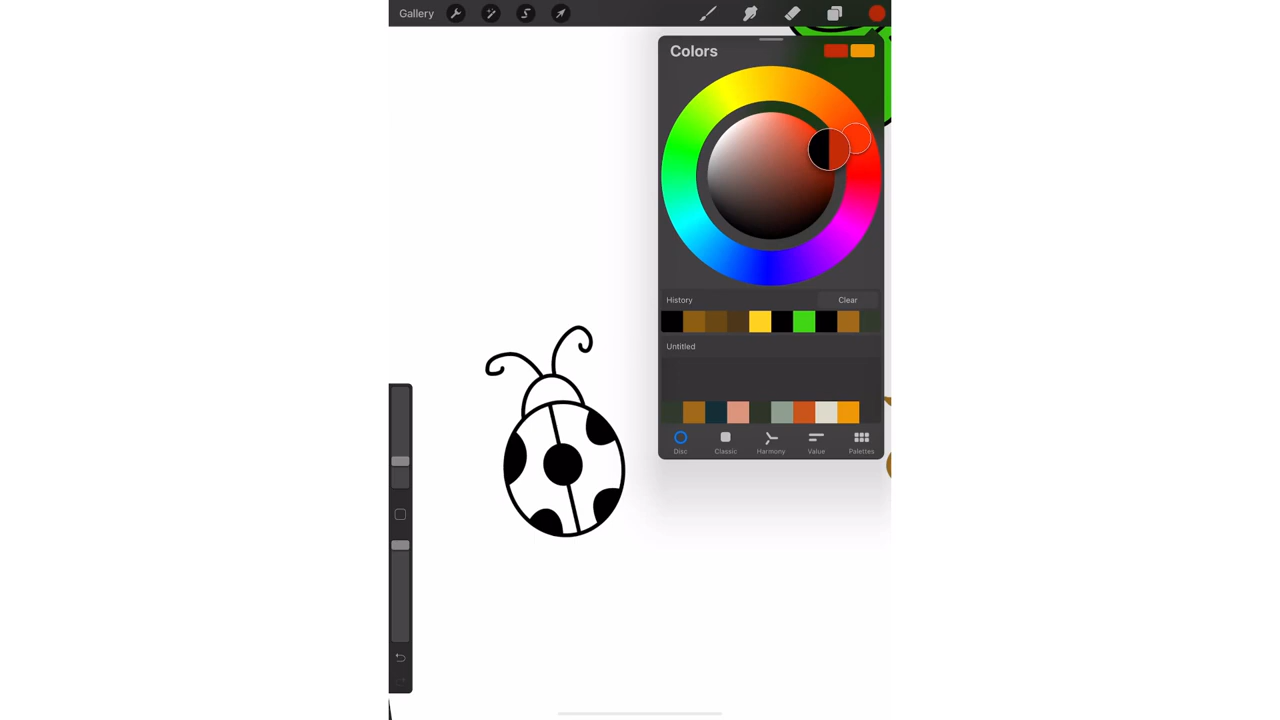 Gallery
Colors
History Clear
Untitled
Disc Classic Harmony Value Palettes